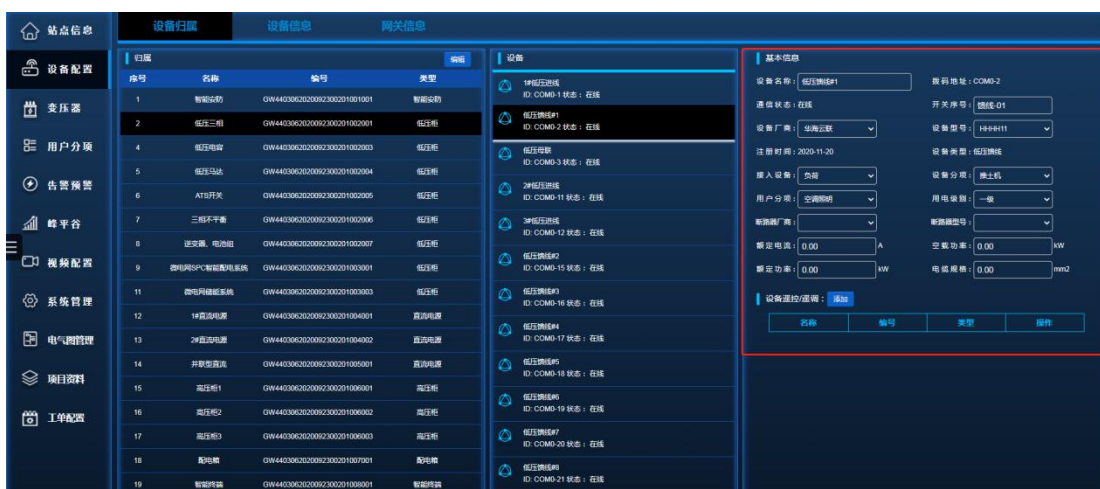 站点信息
设备配置
变压器
用户分项
告警预警
峰平谷
视频配置
系统管理
电气图管理
项目资料
工单配置
设备归属 设备信息 网关信息
归属 编辑
序号 名称 编号 类型
1 智能安防 GW4403062020092300201001001 智能安防
2 低压三相 GW4403062020092300201002001 低压柜
4 低压电容 GW4403062020092300201002003 低压柜
5 低压马达 GW4403062020092300201002004 低压柜
6 ATS开关 GW4403062020092300201002005 低压柜
7 三相不平衡 GW4403062020092300201002006 低压柜
8 逆变器、电池组 GW4403062020092300201002007 低压柜
9 微电网SPC智能配电系统 GW4403062020092300201003001 低压柜
11 微电网储能系统 GW4403062020092300201003003 低压柜
12 1#直流电源 GW4403062020092300201004001 直流电源
13 2#直流电源 GW4403062020092300201004002 直流电源
14 并联型直流 GW4403062020092300201005001 直流电源
15 高压柜1 GW4403062020092300201006001 高压柜
16 高压柜2 GW4403062020092300201006002 高压柜
17 高压柜3 GW4403062020092300201006003 高压柜
18 配电箱 GW4403062020092300201007001 配电箱
19 智能终端 GW4403062020092300201008001 智能终端
设备
1#低压进线
ID: COM0-1 状态： 在线
低压馈线#1
ID: COM0-2 状态： 在线
低压母联
ID: COM0-3 状态： 在线
2#低压进线
ID: COM0-11 状态： 在线
3#低压进线
ID: COM0-12 状态： 在线
低压馈线#2
ID: COM0-15 状态： 在线
低压馈线#3
ID: COM0-16 状态： 在线
低压馈线#4
ID: COM0-17 状态： 在线
低压馈线#5
ID: COM0-18 状态： 在线
低压馈线#6
ID: COM0-19 状态： 在线
低压馈线#7
ID: COM0-20 状态： 在线
低压馈线#8
ID: COM0-21 状态： 在线
基本信息
设备名称： 低压馈线#1 拨码地址：COM0-2
通信状态：在线 开关序号： 馈线-01
设备厂商： 华海云联 设备型号： HHHH11
注册时间：2020-11-20 设备类型：低压馈线
接入设备： 负荷 设备分项： 推土机
用户分项： 空调照明 用电级别： 一级
断路器厂商： 断路器型号：
额定电流： 0.00 A 空载功率： 0.00 kW
额定功率： 0.00 kW 电缆规格： 0.00 mm2
设备遥控/遥调： 添加
名称 编号 类型 操作